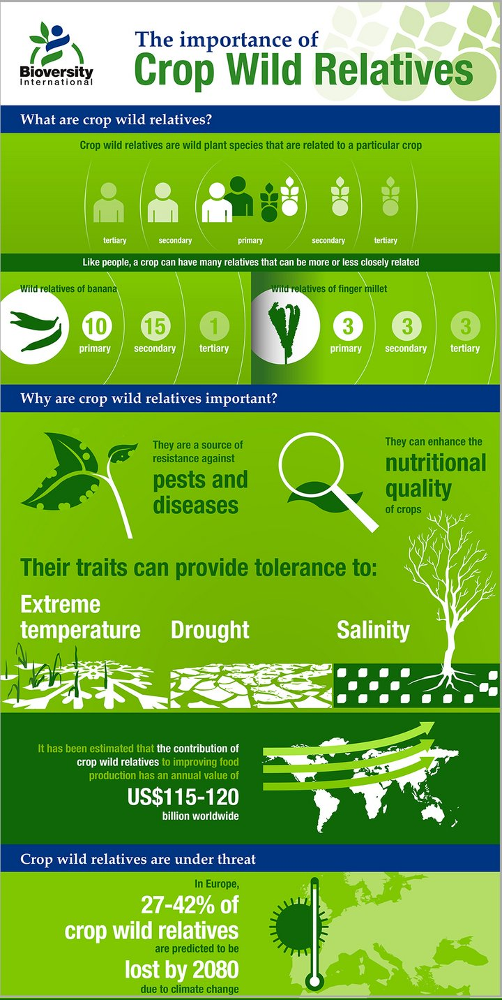 The importance of
Crop Wild Relatives
Bioversity
International
What are crop wild relatives?
Crop wild relatives are wild plant species that are related to a particular crop
tertiary secondary primary secondary tertiary
Like people, a crop can have many relatives that can be more or less closely related
Wild relatives of banana
10 15 1
primary secondary tertiary
Wild relatives of finger millet
3 3 3
primary secondary tertiary
Why are crop wild relatives important?
They are a source of
resistance against
pests and
diseases
They can enhance the
nutritional
quality
of crops
Their traits can provide tolerance to:
Extreme
temperature
Drought
Salinity
It has been estimated that the contribution of
crop wild relatives to improving food
production has an annual value of
US$115-120
billion worldwide
Crop wild relatives are under threat
In Europe,
27-42% of
crop wild relatives
are predicted to be
lost by 2080
due to climate change